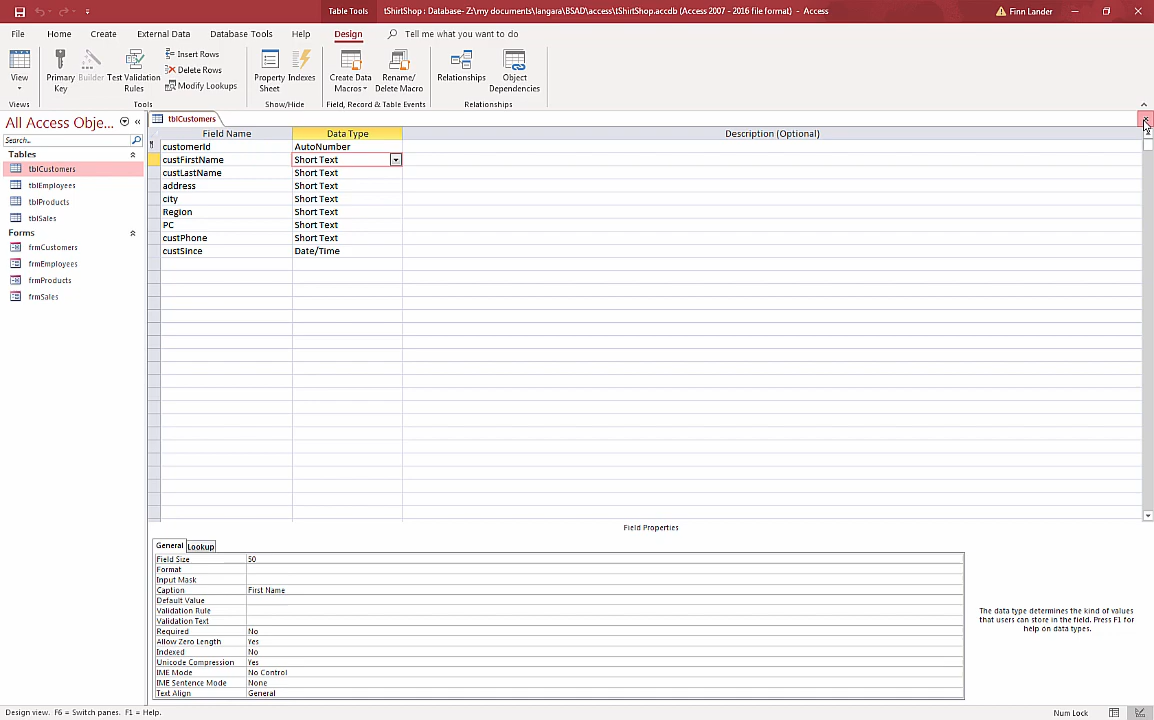 Table Tools
tShirtShop : Database- Z:\my documents\langara\BSAD\access\tShirtShop.accdb (Access 2007 - 2016 file format) - Access
Finn Lander
File Home Create External Data Database Tools Help Design Tell me what you want to do
View
Primary Key
Builder
Test Validation Rules
Insert Rows
Delete Rows
Modify Lookups
Property Sheet
Indexes
Create Data Macros
Rename/ Delete Macro
Relationships
Object Dependencies
Views Tools Show/Hide Field, Record & Table Events Relationships
All Access Obje...
Search...
Tables
tblCustomers
tblEmployees
tblProducts
tblSales
Forms
frmCustomers
frmEmployees
frmProducts
frmSales
tblCustomers
Field Name Data Type Description (Optional)
customerId AutoNumber
custFirstName Short Text
custLastName Short Text
address Short Text
city Short Text
Region Short Text
PC Short Text
custPhone Short Text
custSince Date/Time
Field Properties
General Lookup
Field Size 50
Format
Input Mask
Caption First Name
Default Value
Validation Rule
Validation Text
Required No
Allow Zero Length Yes
Indexed No
Unicode Compression Yes
IME Mode No Control
IME Sentence Mode None
Text Align General
The data type determines the kind of values
that users can store in the field. Press F1 for
help on data types.
Design view. F6 = Switch panes. F1 = Help.
Num Lock